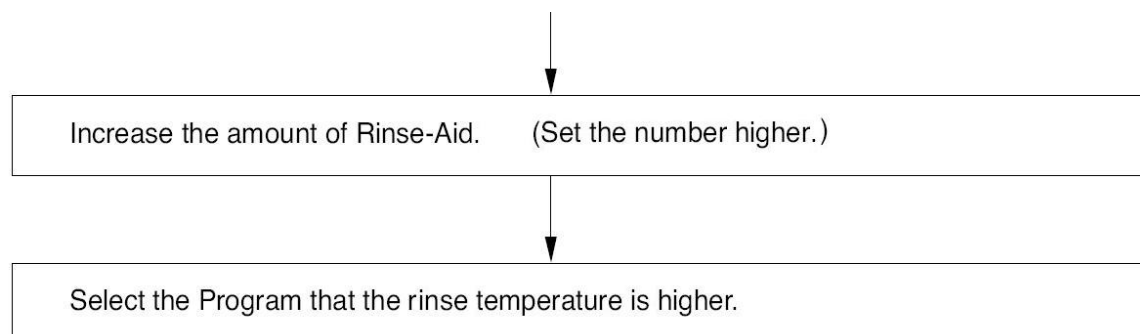 Increase the amount of Rinse-Aid. (Set the number higher.)
Select the Program that the rinse temperature is higher.